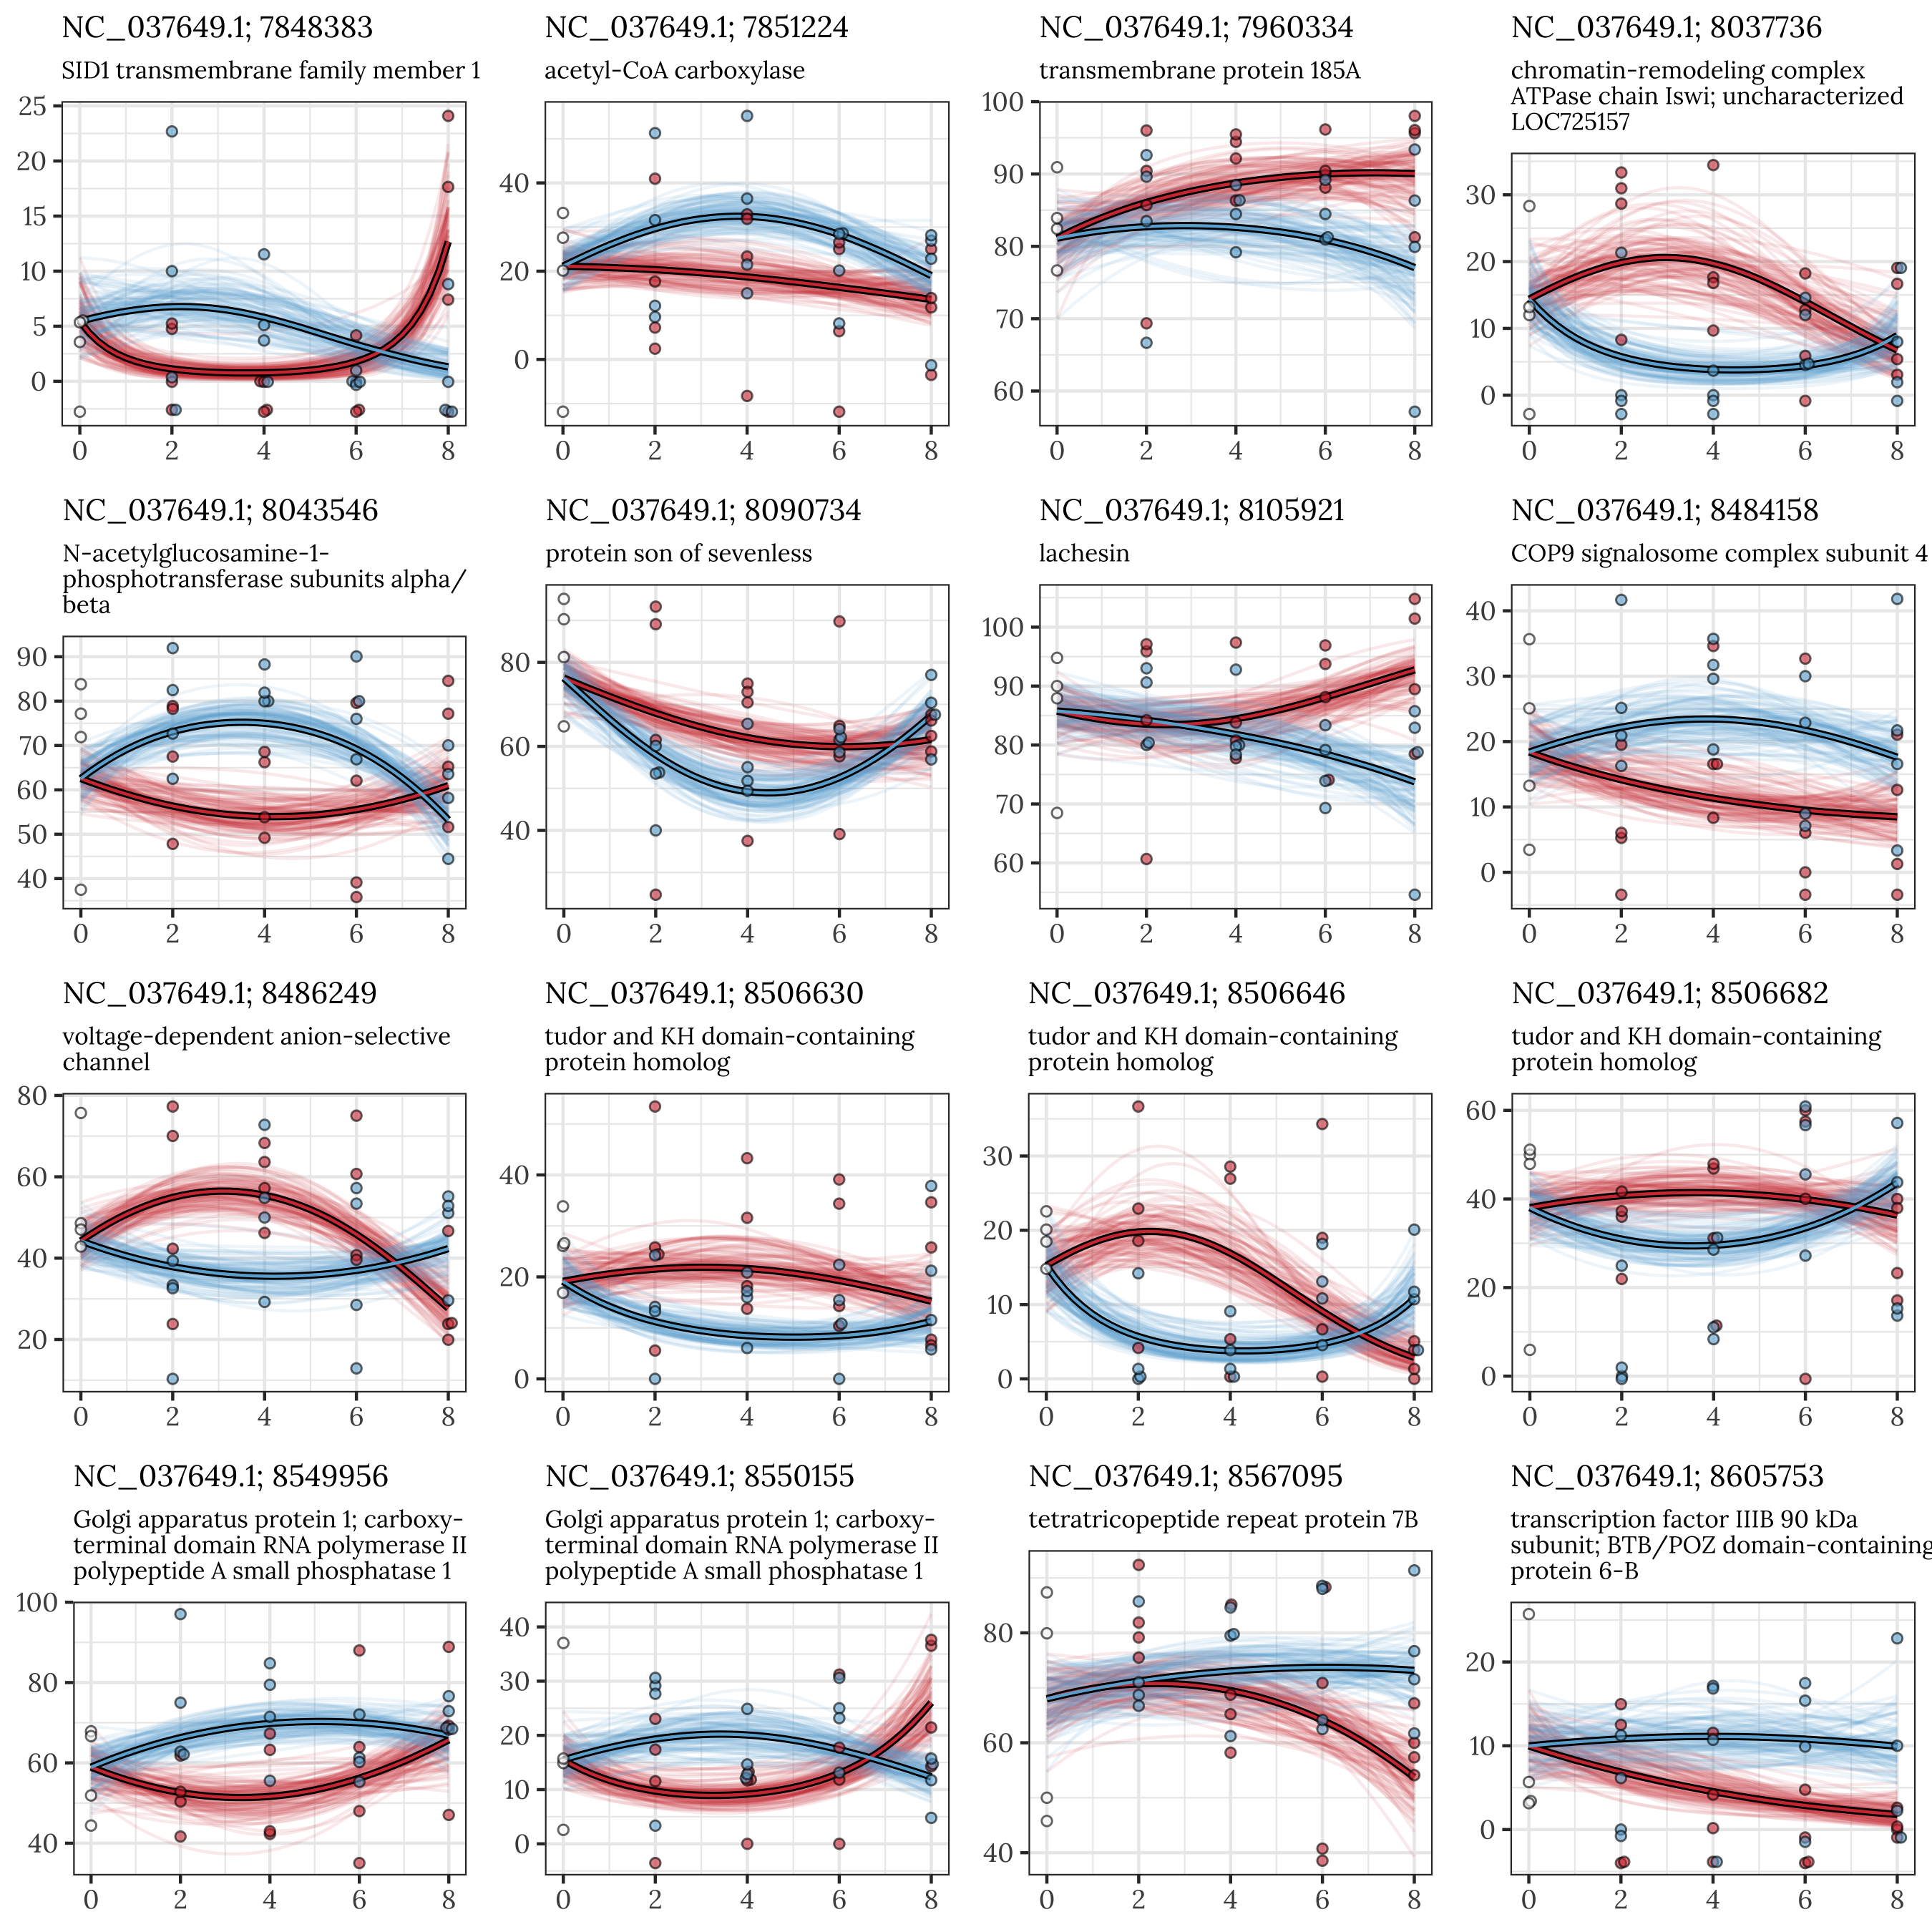 NC_037649.1; 7848383
SID1 transmembrane family member 1
25
20
15
10
5
0
0 2 4 6 8
NC_037649.1; 7851224
acetyl-CoA carboxylase
40
20
0
0 2 4 6 8
NC_037649.1; 7960334
transmembrane protein 185A
100
90
80
70
60
0 2 4 6 8
NC_037649.1; 8037736
chromatin-remodeling complex
ATPase chain Iswi; uncharacterized
LOC725157
30
20
10
0
0 2 4 6 8
NC_037649.1; 8043546
N-acetylglucosamine-1-
phosphotransferase subunits alpha/
beta
90
80
70
60
50
40
0 2 4 6 8
NC_037649.1; 8090734
protein son of sevenless
80
60
40
0 2 4 6 8
NC_037649.1; 8105921
lachesin
100
90
80
70
60
0 2 4 6 8
NC_037649.1; 8484158
COP9 signalosome complex subunit 4
40
30
20
10
0
0 2 4 6 8
NC_037649.1; 8486249
voltage-dependent anion-selective
channel
80
60
40
20
0 2 4 6 8
NC_037649.1; 8506630
tudor and KH domain-containing
protein homolog
40
20
0
0 2 4 6 8
NC_037649.1; 8506646
tudor and KH domain-containing
protein homolog
30
20
10
0
0 2 4 6 8
NC_037649.1; 8506682
tudor and KH domain-containing
protein homolog
60
40
20
0
0 2 4 6 8
NC_037649.1; 8549956
Golgi apparatus protein 1; carboxy-
terminal domain RNA polymerase II
polypeptide A small phosphatase 1
100
80
60
40
0 2 4 6 8
NC_037649.1; 8550155
Golgi apparatus protein 1; carboxy-
terminal domain RNA polymerase II
polypeptide A small phosphatase 1
40
30
20
10
0
0 2 4 6 8
NC_037649.1; 8567095
tetratricopeptide repeat protein 7B
80
60
40
0 2 4 6 8
NC_037649.1; 8605753
transcription factor IIIB 90 kDa
subunit; BTB/POZ domain-containing
protein 6-B
20
10
0
0 2 4 6 8